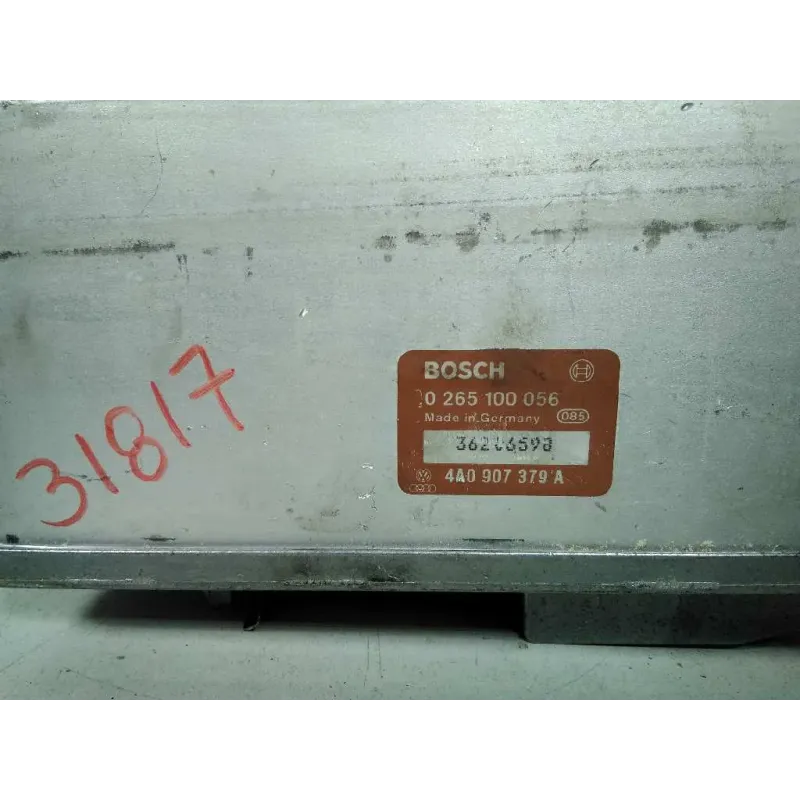 31817
BOSCH
0 265 100 056
Made in Germany 085
4A0 907 379 A